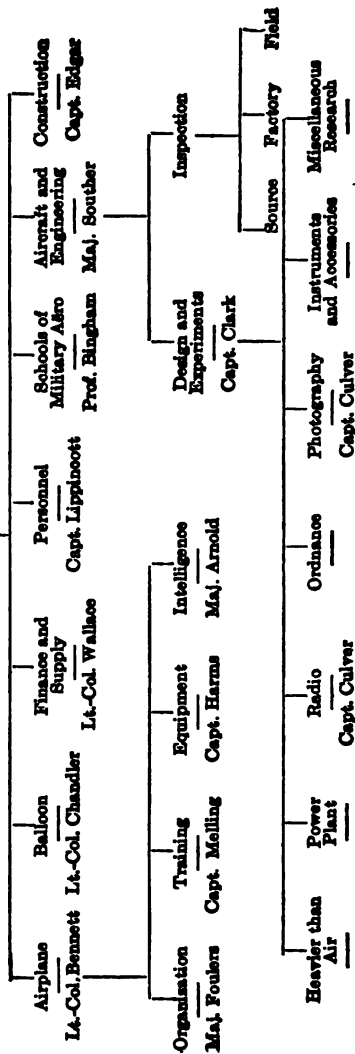 Airplane
Lt.-Col. Bennett
Balloon
Lt.-Col. Chandler
Finance and
Supply
Lt.-Col. Wallace
Personnel
Capt. Lippincott
Schools of
Military Aëro
Prof. Bingham
Aircraft and
Engineering
Maj. Souther
Construction
Capt. Edgar
-Organization
Maj. Foulers
Training
Capt. Melling
Equipment
Capt. Harms
Intelligence
Maj. Arnold
Design and
Experiments
Capt. Clark
Inspection
Source
Factory
Field
Heavier than
Air
Power
Plant
Radio
Capt. Culver
Ordnance
Photography
Capt. Culver
Instruments
and Accessories
Miscellaneous
Research